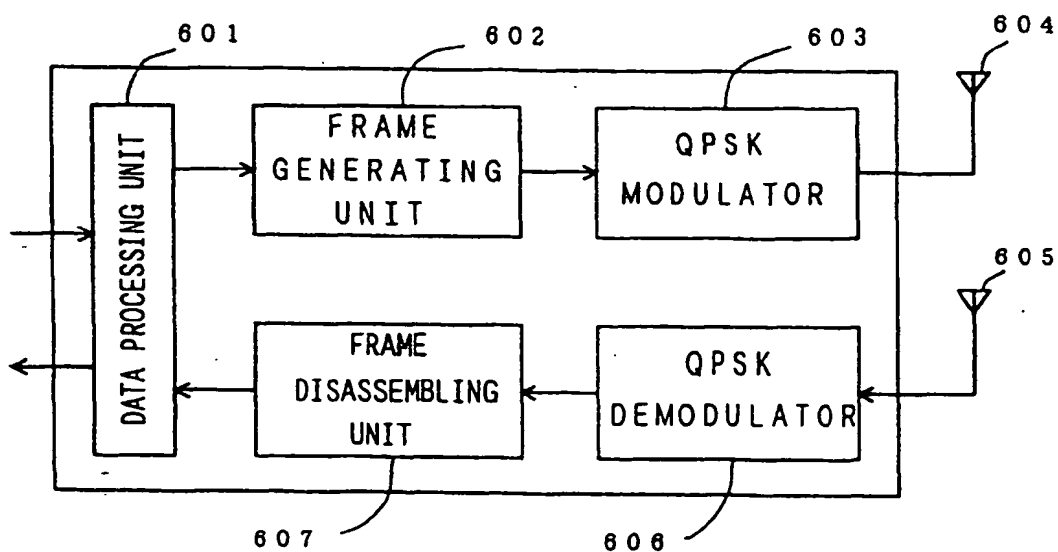 601
602
603
604
DATA PROCESSING UNIT
FRAME
GENERATING
UNIT
QPSK
MODULATOR
605
FRAME
DISASSEMBLING
UNIT
QPSK
DEMODULATOR
607
606